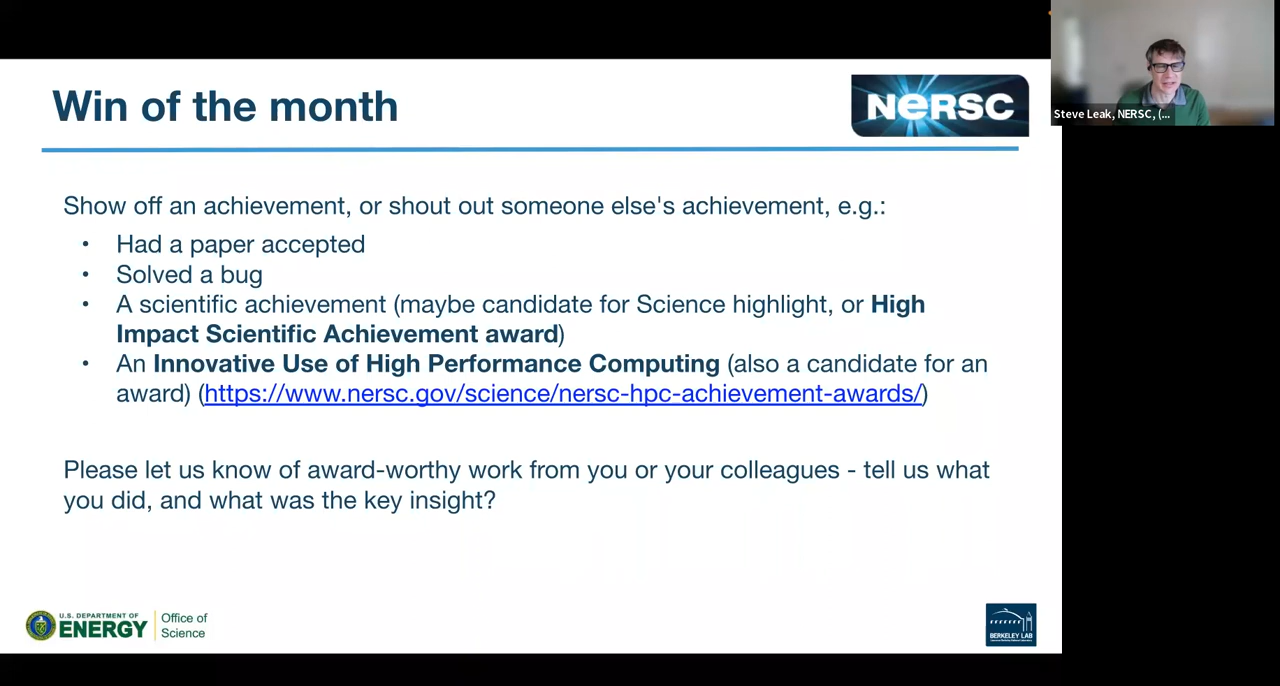 Win of the month
NERSC
Steve Leak, NERSC, (...
Show off an achievement, or shout out someone else's achievement, e.g.:
• Had a paper accepted
• Solved a bug
• A scientific achievement (maybe candidate for Science highlight, or High
Impact Scientific Achievement award)
• An Innovative Use of High Performance Computing (also a candidate for an
award) (https://www.nersc.gov/science/nersc-hpc-achievement-awards/)
Please let us know of award-worthy work from you or your colleagues - tell us what
you did, and what was the key insight?
U.S. DEPARTMENT OF
ENERGY
Office of
Science
BERKELEY LAB